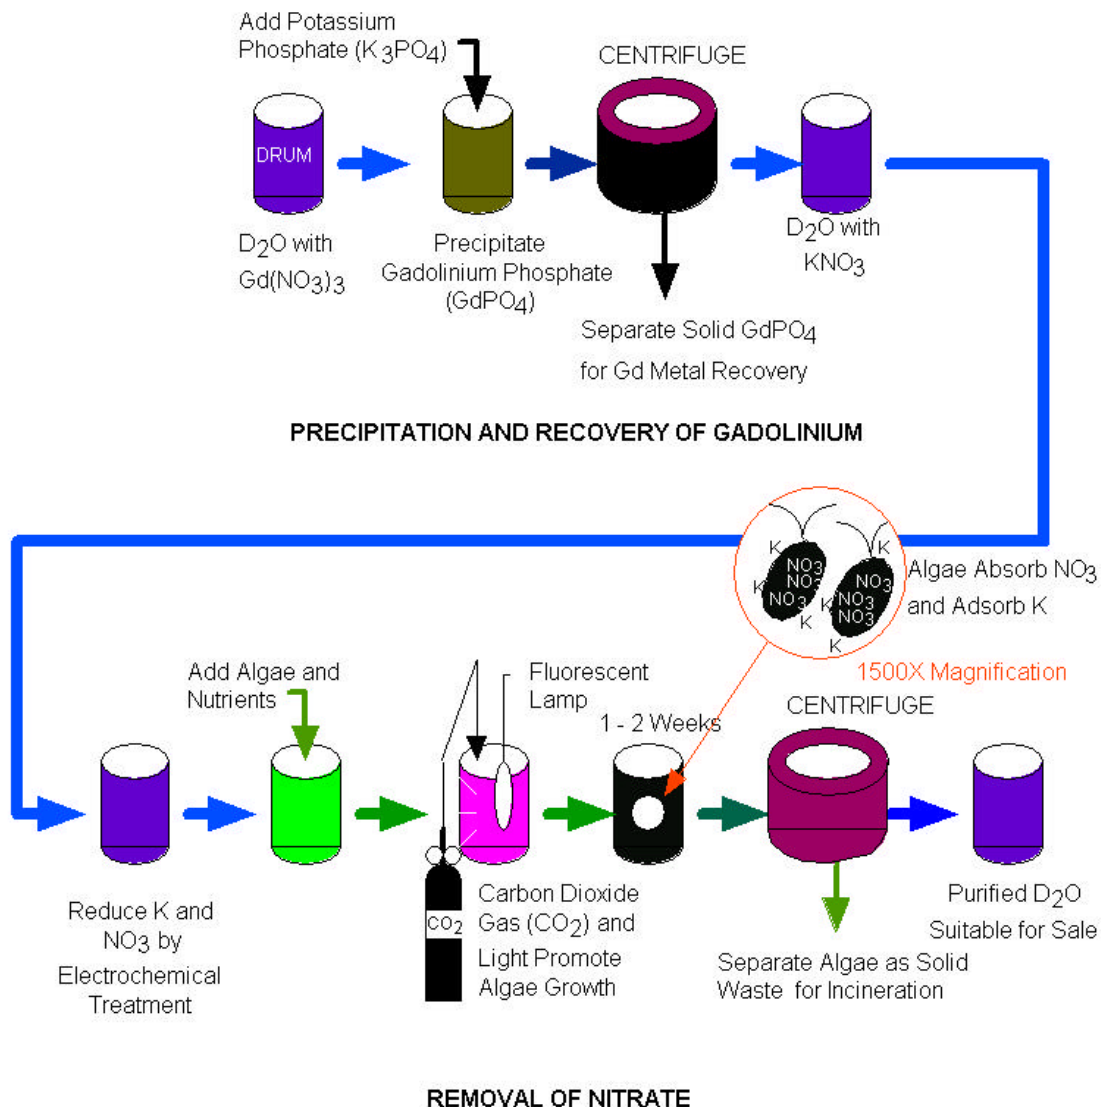 Add Potassium
Phosphate (K3PO4)
CENTRIFUGE
DRUM
D2O with
Gd(NO3)3
Precipitate
Gadolinium Phosphate
(GdPO4)
D2O with
KNO3
Separate Solid GdPO4
for Gd Metal Recovery
PRECIPITATION AND RECOVERY OF GADOLINIUM
K
K
NO3
NO3
NO3
K
K
NO3
NO3
NO3
K
K
Algae Absorb NO3
and Adsorb K
1500X Magnification
Add Algae and
Nutrients
Fluorescent
Lamp
1 - 2 Weeks
CENTRIFUGE
Reduce K and
NO3 by
Electrochemical
Treatment
CO2
Carbon Dioxide
Gas (CO2) and
Light Promote
Algae Growth
Separate Algae as Solid
Waste for Incineration
Purified D2O
Suitable for Sale
REMOVAL OF NITRATE